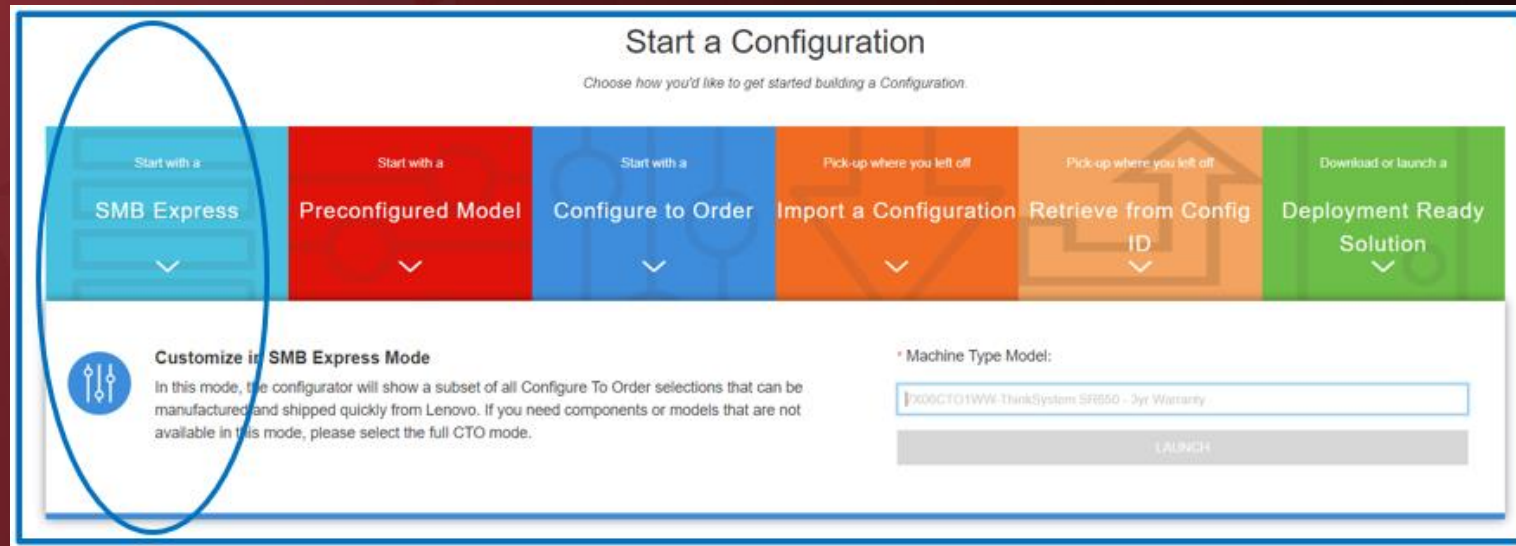 Start a Configuration
Choose how you'd like to get started building a Configuration.
Start with a
SMB Express
Start with a
Preconfigured Model
Start with a
Configure to Order
Pick-up where you left off
Import a Configuration
Pick-up where you left off
Retrieve from Config
ID
Download or launch a
Deployment Ready
Solution
Customize in SMB Express Mode
In this mode, the configurator will show a subset of all Configure To Order selections that can be
manufactured and shipped quickly from Lenovo. If you need components or models that are not
available in this mode, please select the full CTO mode.
* Machine Type Model:
7X06CTO1WW-ThinkSystem SR650 - 3yr Warranty
LAUNCH